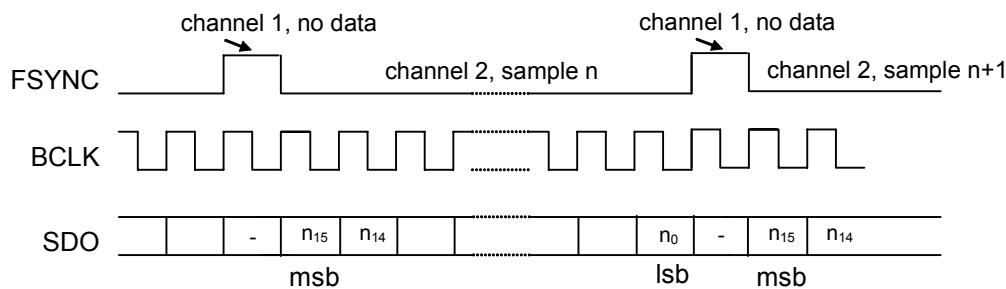 channel 1, no data channel 1, no data
FSYNC channel 2, sample n channel 2, sample n+1
BCLK
SDO - n15 n14 n0 - n15 n14
msb lsb msb